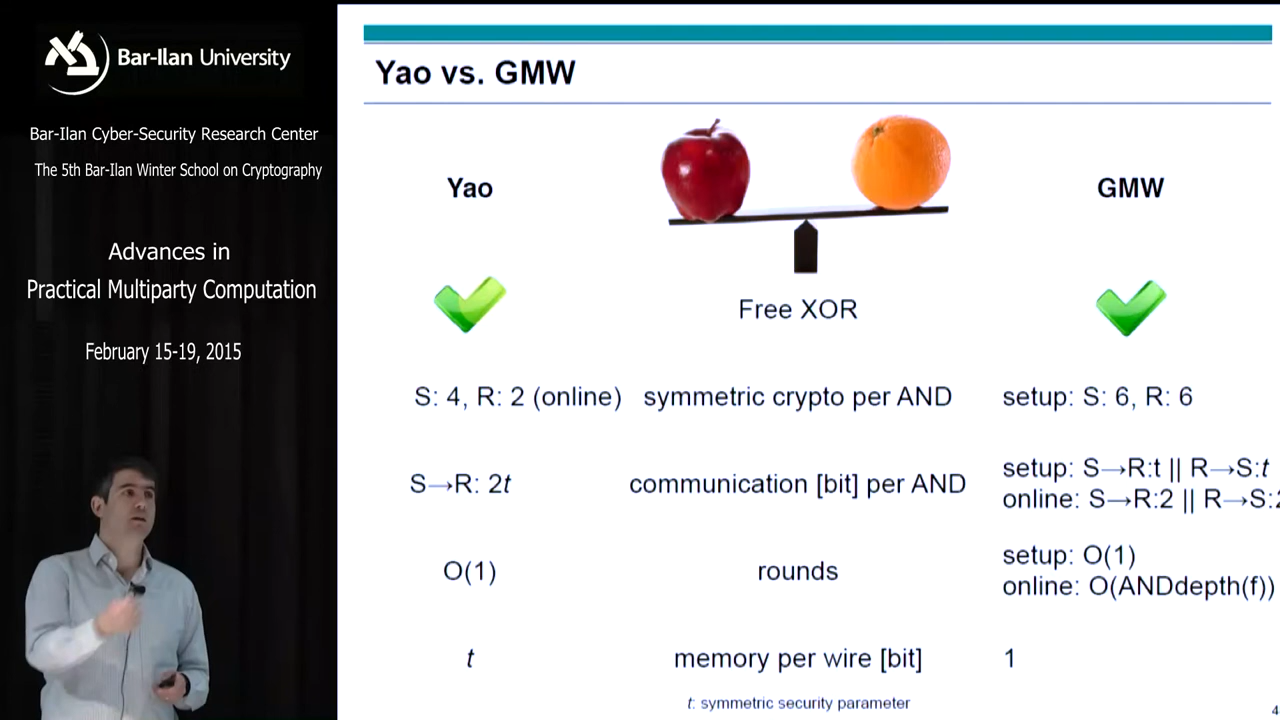 Bar-Ilan University
Bar-Ilan Cyber-Security Research Center
The 5th Bar-Ilan Winter School on Cryptography
Advances in
Practical Multiparty Computation
February 15-19, 2015
Yao vs. GMW
Yao
GMW
Free XOR
S: 4, R: 2 (online)
symmetric crypto per AND
setup: S: 6, R: 6
S→R: 2t
communication [bit] per AND
setup: S→R:t || R→S:t
online: S→R:2 || R→S:2
O(1)
rounds
setup: O(1)
online: O(ANDdepth(f))
t
memory per wire [bit]
1
t: symmetric security parameter
4